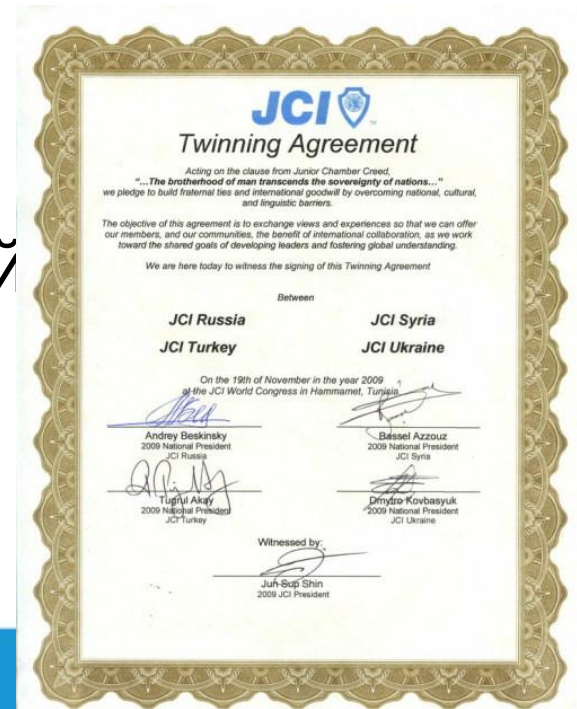 й
JCI
Twinning Agreement
Acting on the clause from Junior Chamber Creed,
"...The brotherhood of man transcends the sovereignty of nations..."
we pledge to build fraternal ties and international goodwill by overcoming national, cultural,
and linguistic barriers.
The objective of this agreement is to exchange views and experiences so that we can offer
our members, and our communities, the benefit of international collaboration, as we work
toward the shared goals of developing leaders and fostering global understanding.
We are here today to witness the signing of this Twinning Agreement
Between
JCI Russia JCI Syria
JCI Turkey JCI Ukraine
On the 19th of November in the year 2009
at the JCI World Congress in Hammamet, Tunisia
Andrey Beskinsky Bassel Azzouz
2009 National President 2009 National President
JCI Russia JCI Syria
Tugrul Akay Dmytro Kovbasyuk
2009 National President 2009 National President
JCI Turkey JCI Ukraine
Witnessed by:
Jun Sup Shin
2009 JCI President